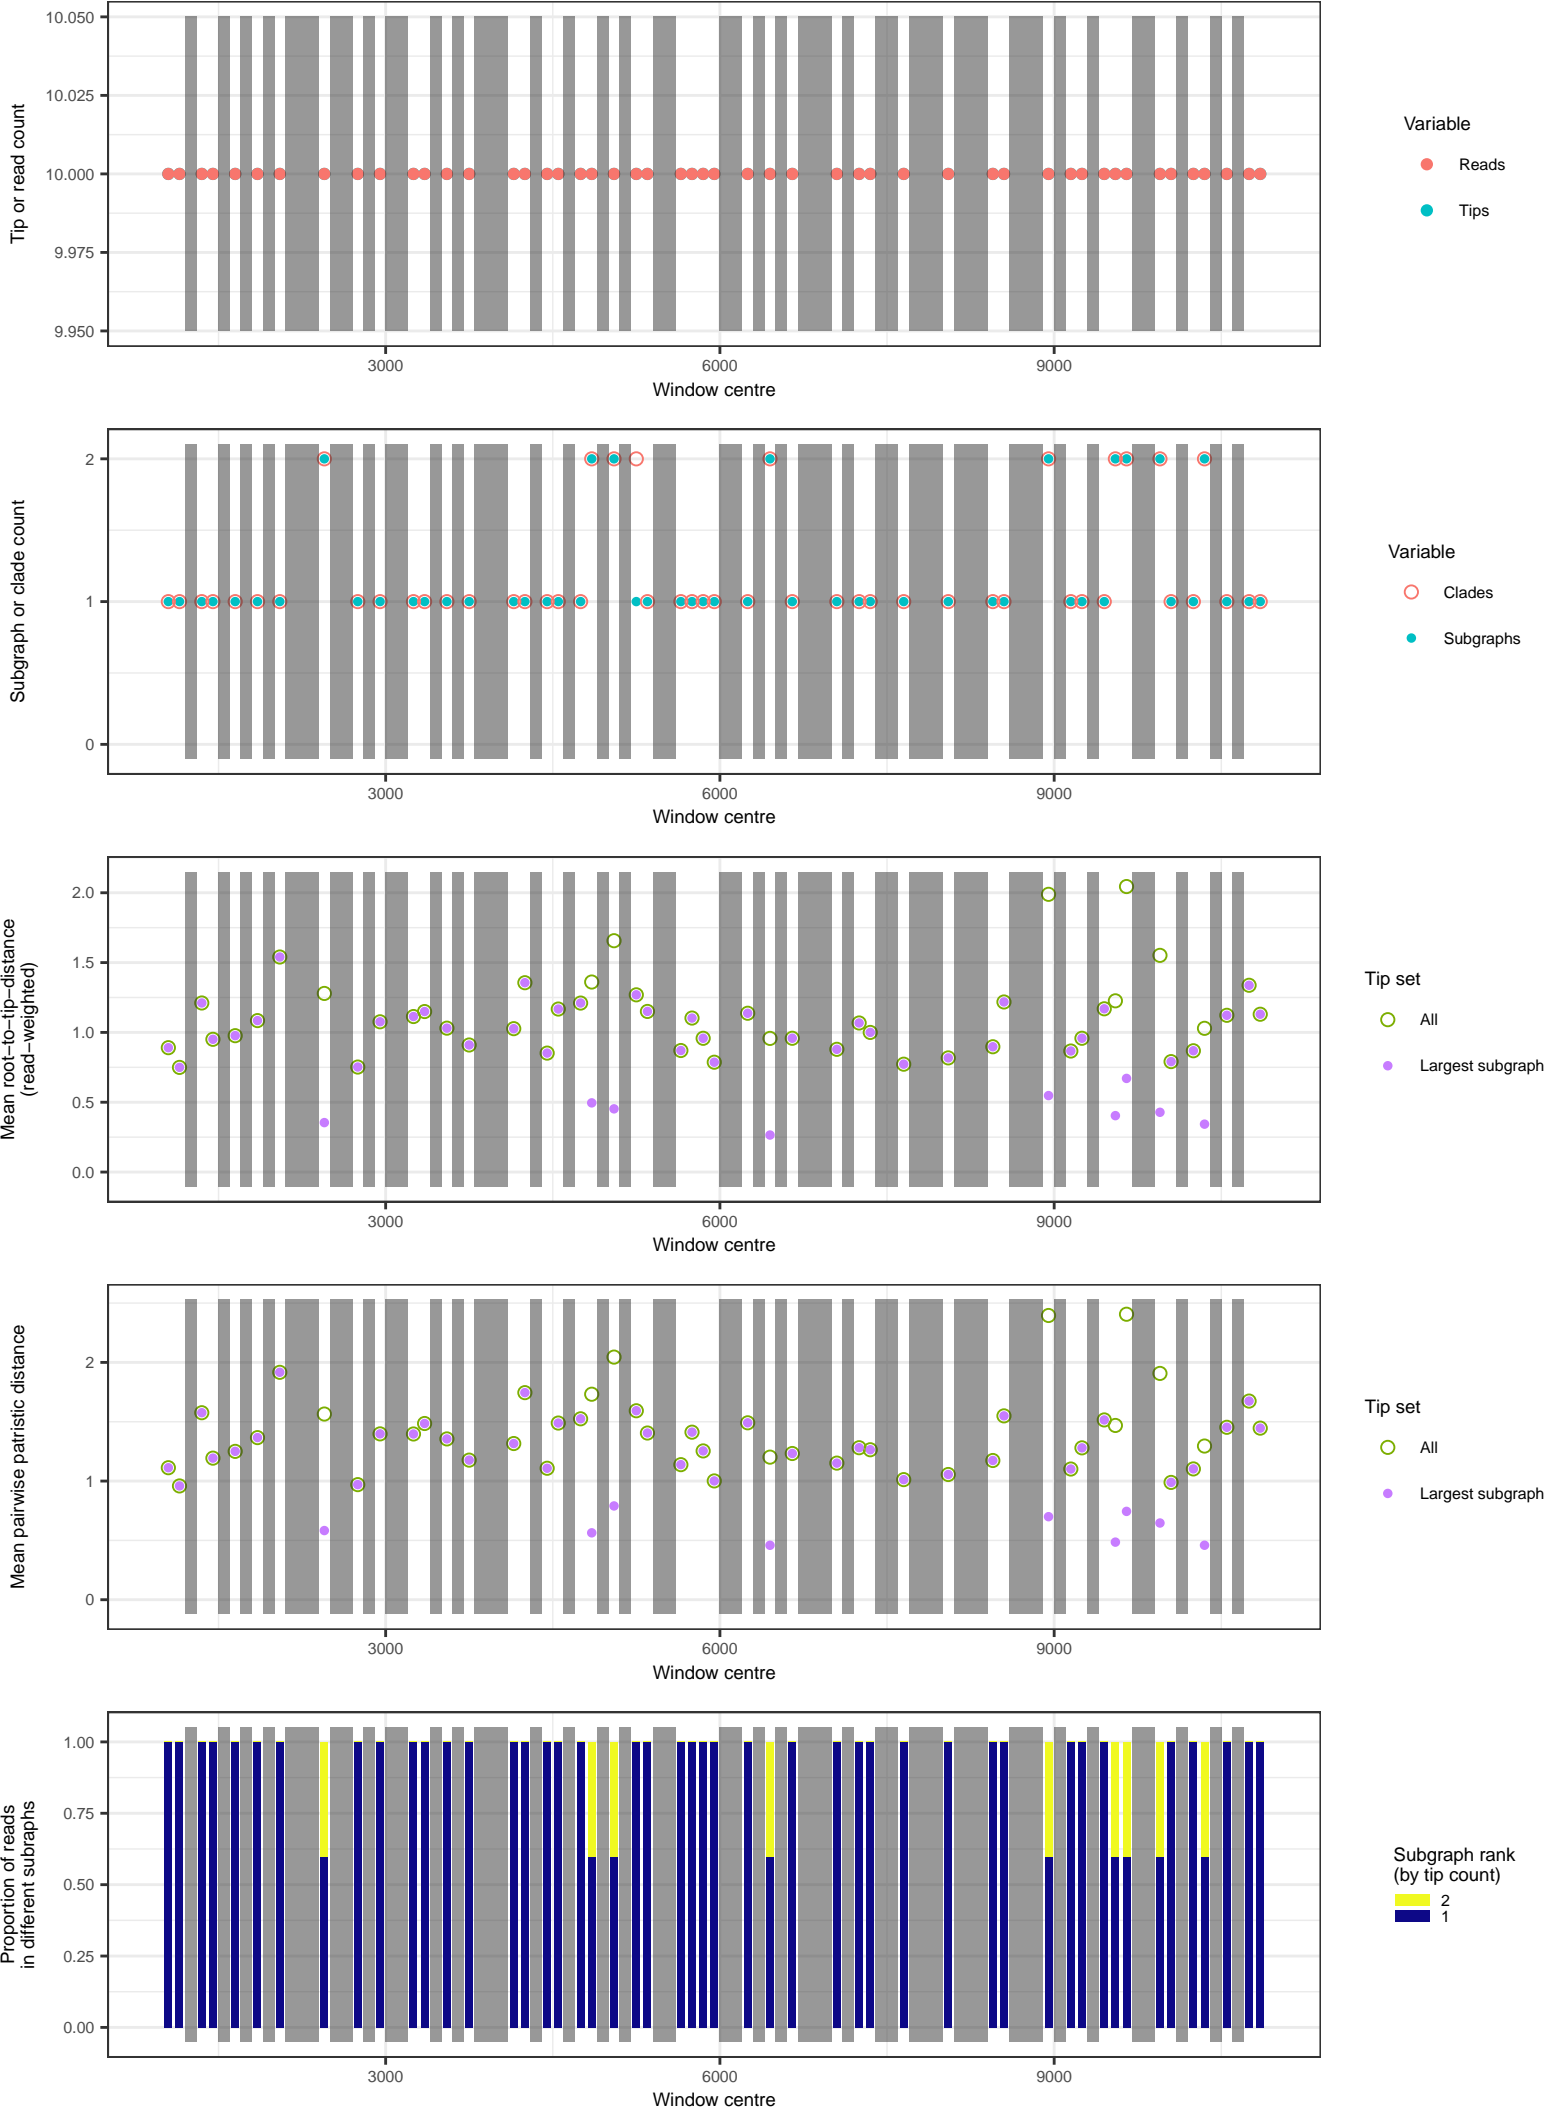 10.050
10.025
10.000
9.975
9.950
Tip or read count
3000
6000
9000
Window centre
Variable
Reads
Tips
2
1
0
Subgraph or clade count
3000
6000
9000
Window centre
Variable
Clades
Subgraphs
2.0
1.5
1.0
0.5
0.0
Mean root−to−tip−distance
(read−weighted)
3000
6000
9000
Window centre
Tip set
All
Largest subgraph
2
1
0
Mean pairwise patristic distance
3000
6000
9000
Window centre
Tip set
All
Largest subgraph
1.00
0.75
0.50
0.25
0.00
Proportion of reads
in different subraphs
3000
6000
9000
Window centre
Subgraph rank
(by tip count)
2
1